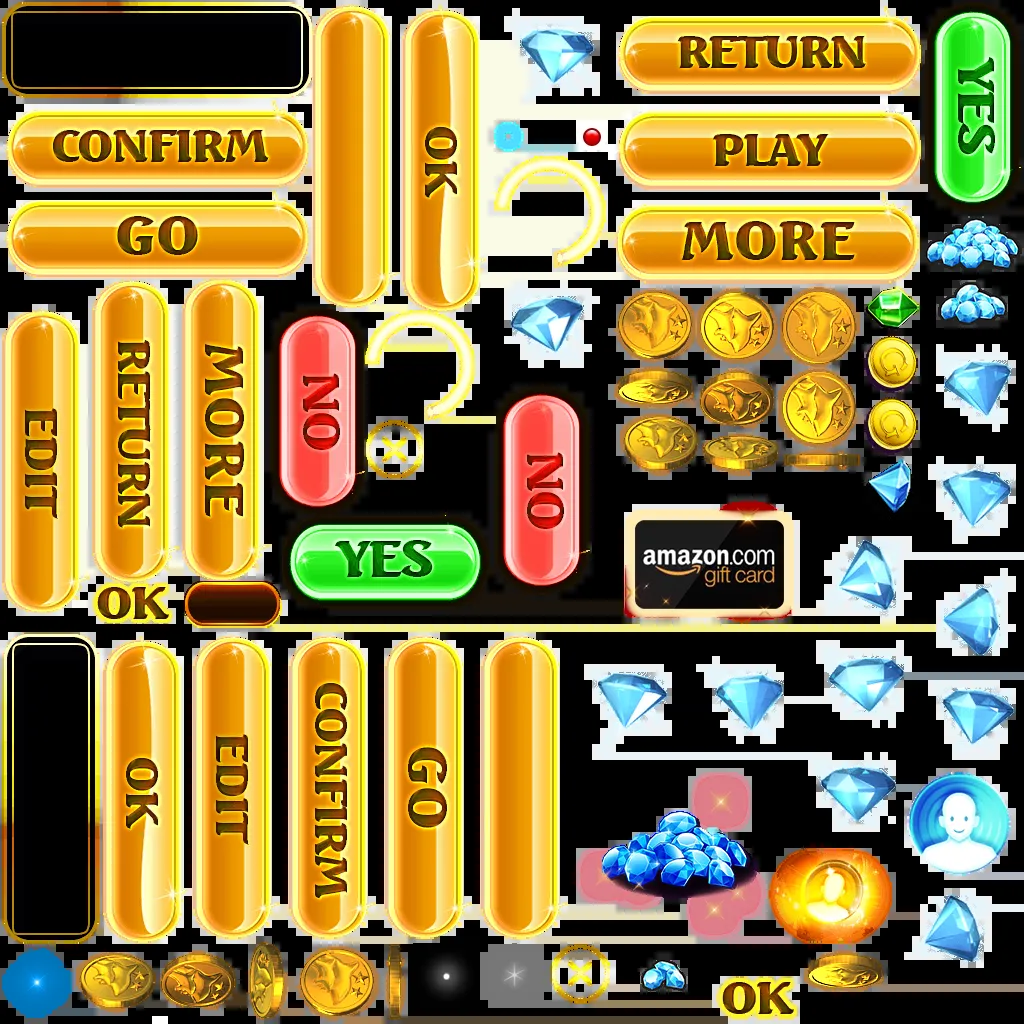 RETURN
YES
CONFIRM
OK
PLAY
GO
MORE
EDIT
RETURN
MORE
NO
NO
amazon.com
gift card
YES
OK
OK
EDIT
CONFIRM
GO
OK